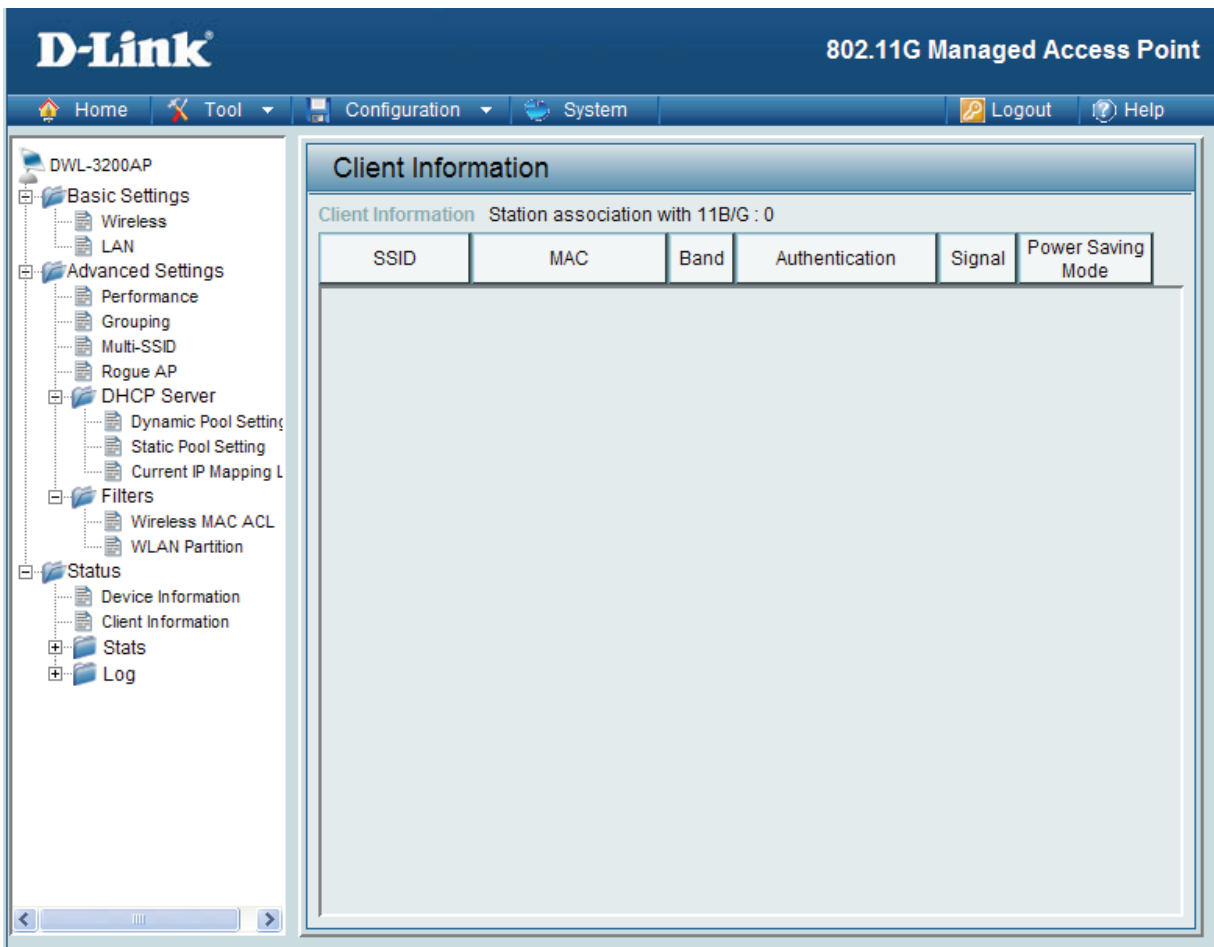 D-Link®
802.11G Managed Access Point
Home Tool Configuration System Logout Help
DWL-3200AP
Basic Settings
Wireless
LAN
Advanced Settings
Performance
Grouping
Multi-SSID
Rogue AP
DHCP Server
Dynamic Pool Setting
Static Pool Setting
Current IP Mapping L
Filters
Wireless MAC ACL
WLAN Partition
Status
Device Information
Client Information
Stats
Log
Client Information
Client Information Station association with 11B/G : 0
SSID MAC Band Authentication Signal Power Saving Mode